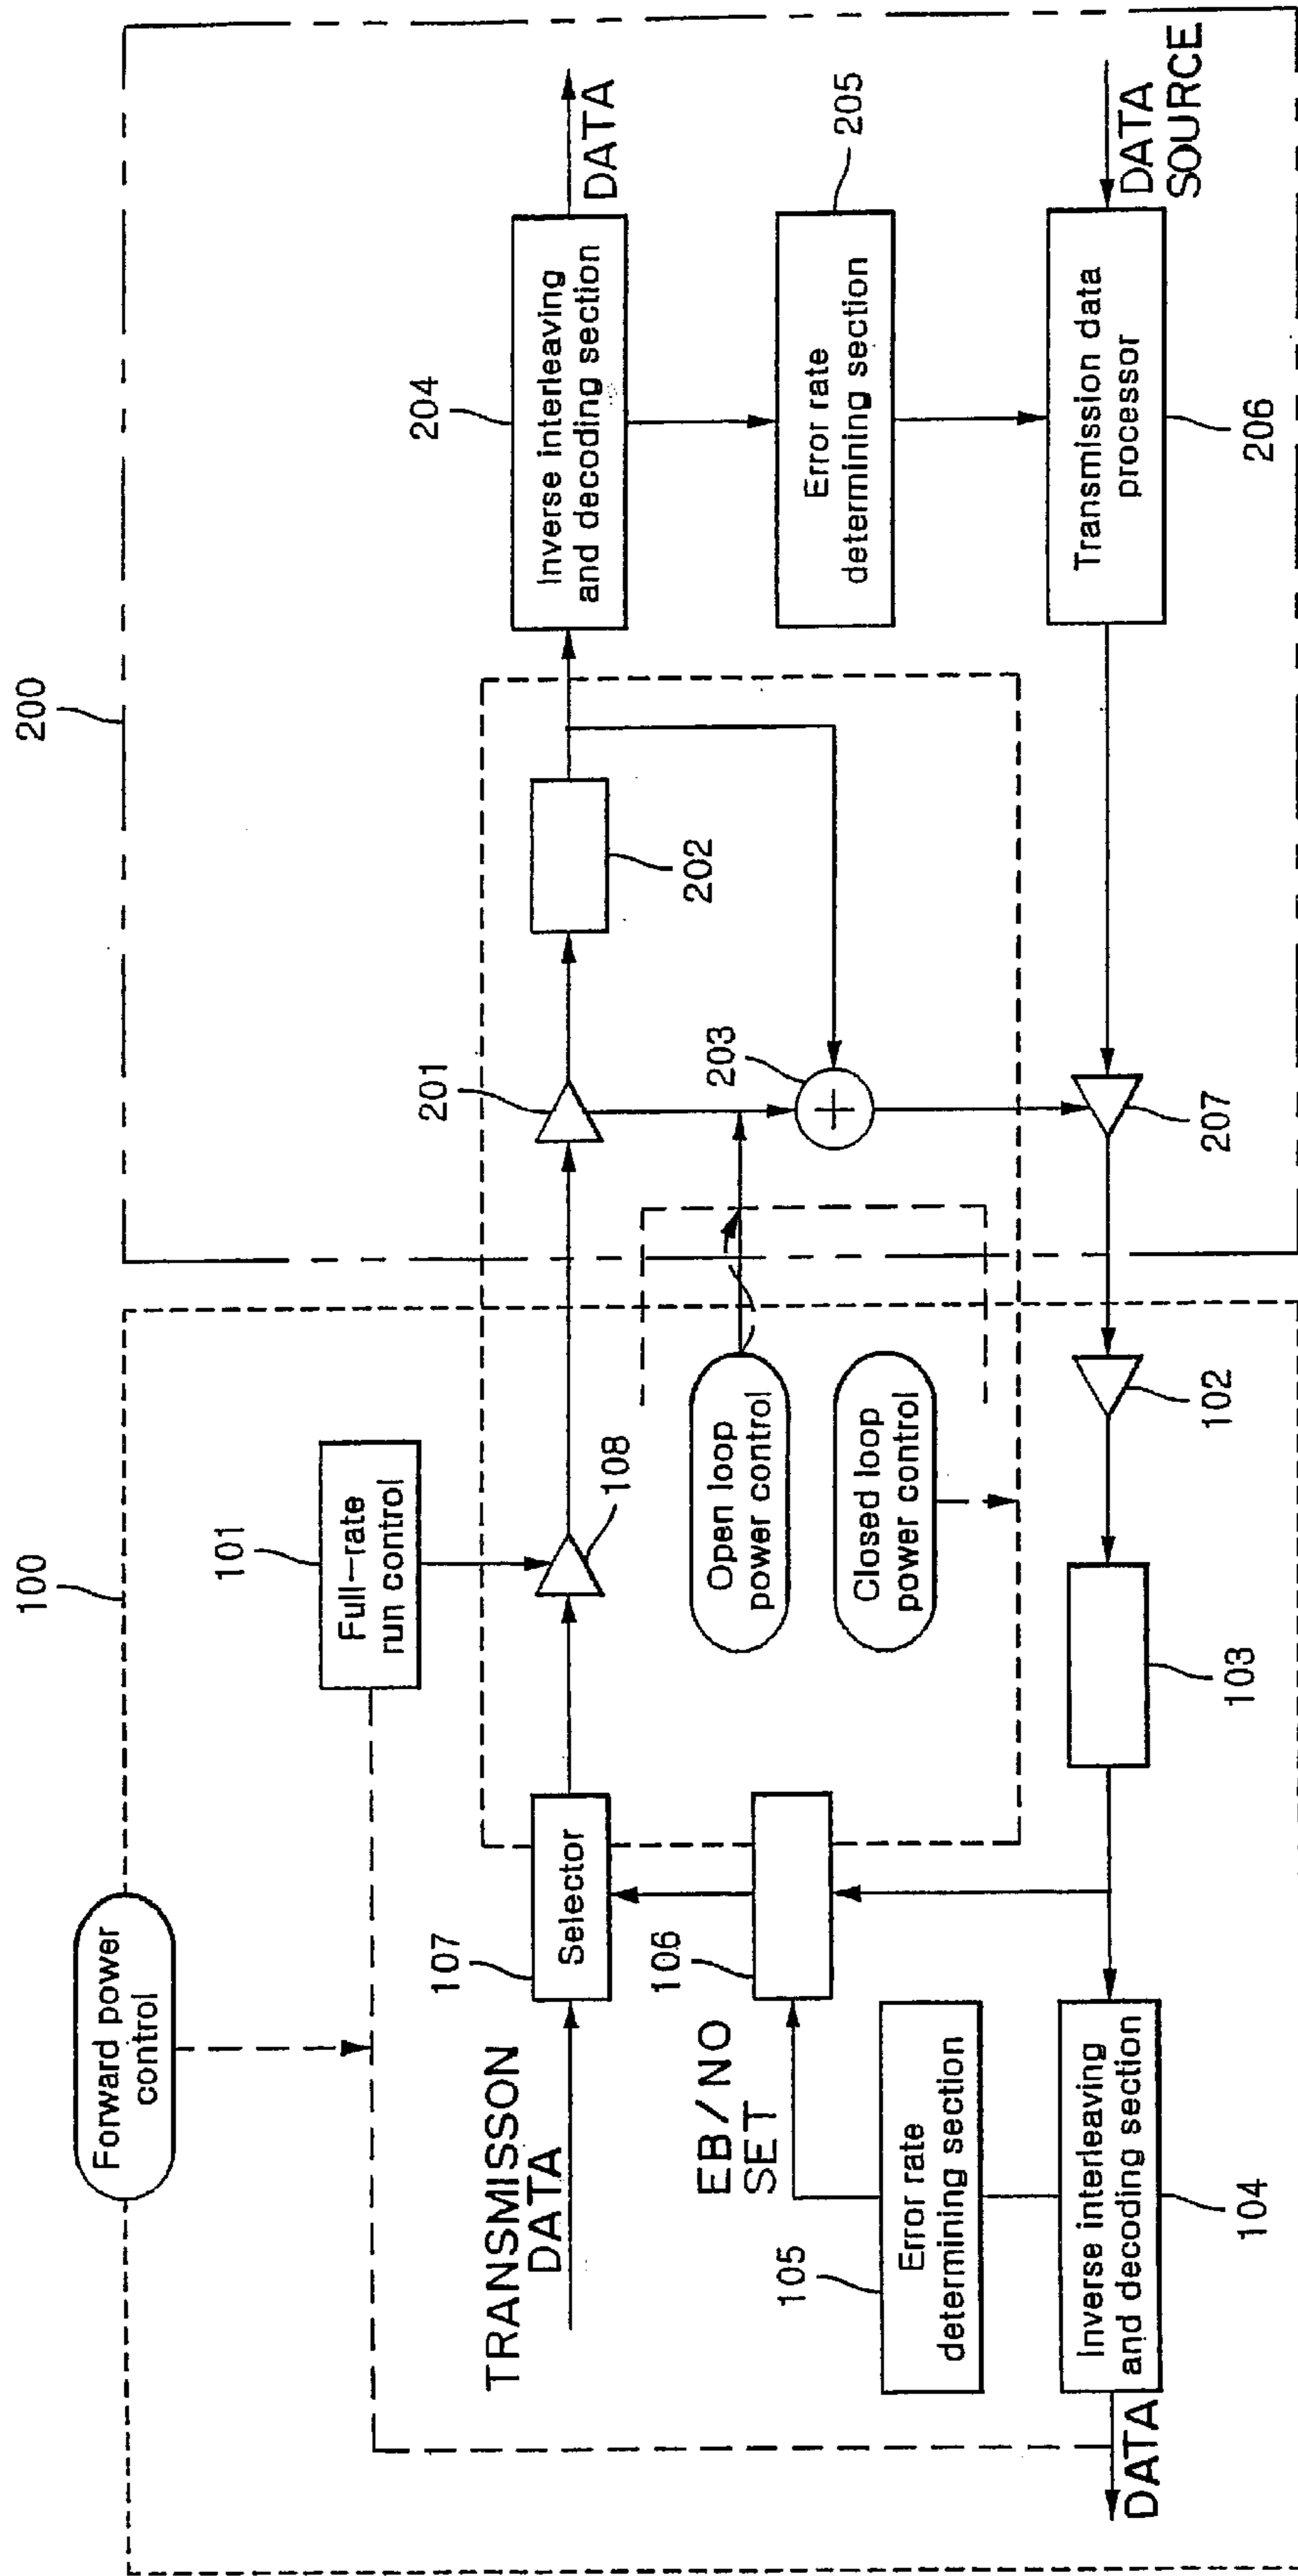 Forward power
control
100
200
101
Full-rate
run control
107
Selector
TRANSMISSON
DATA
108
201
202
204
Inverse interleaving
and decoding section
DATA
EB/NO
SET
106
Open loop
power control
Closed loop
power control
203
205
Error rate
determining section
105
Error rate
determining section
104
Inverse interleaving
and decoding section
DATA
103
102
207
206
Transmission data
processor
DATA
SOURCE